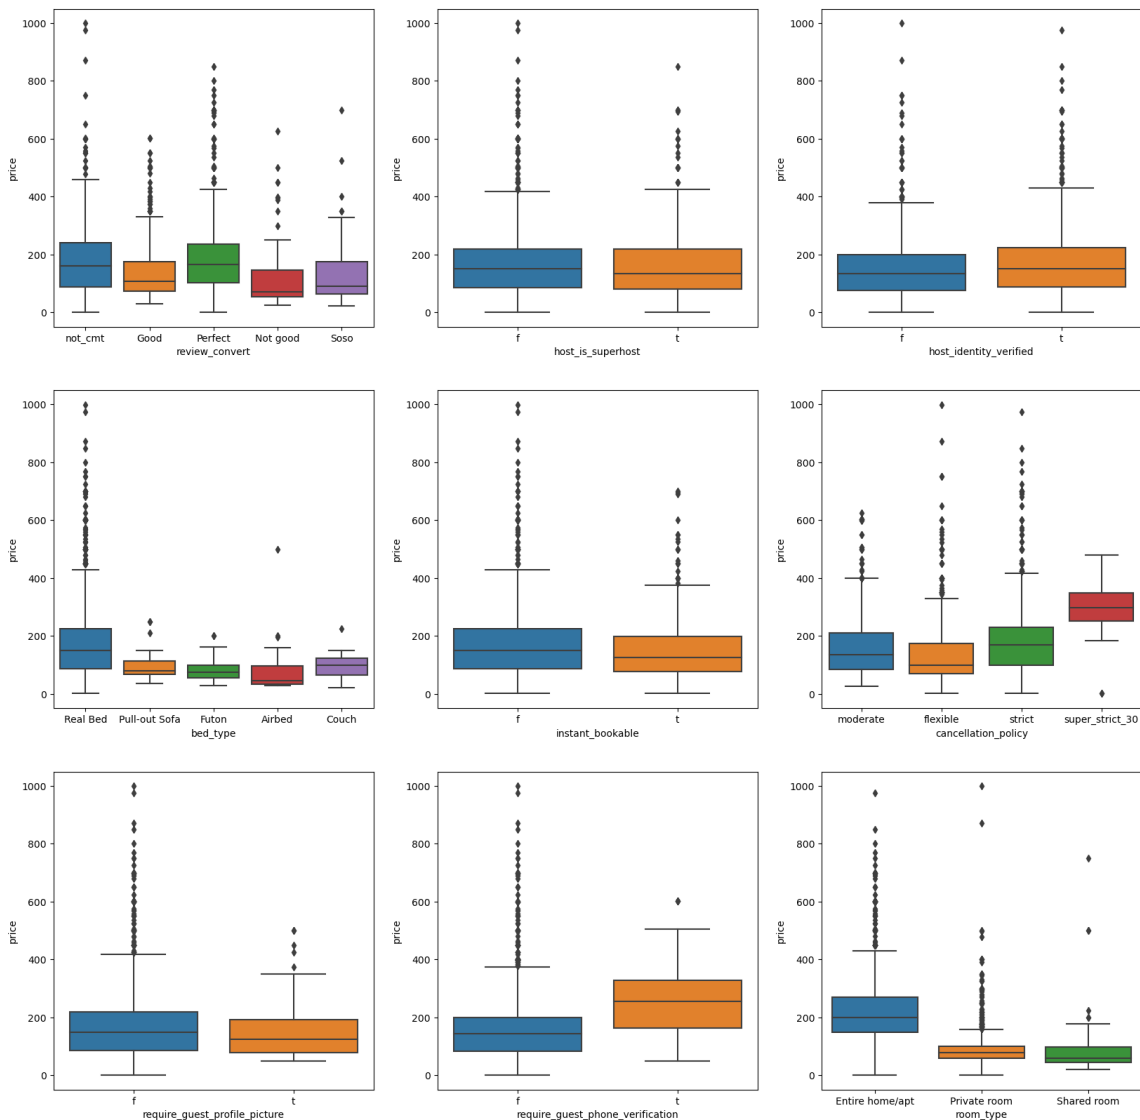 1000
800
600
400
200
0
price
not_cmt Good Perfect Not good Soso
review_convert
1000
800
600
400
200
0
price
f t
host_is_superhost
1000
800
600
400
200
0
price
f t
host_identity_verified
1000
800
600
400
200
0
price
Real Bed Pull-out Sofa Futon Airbed Couch
bed_type
1000
800
600
400
200
0
price
f t
instant_bookable
1000
800
600
400
200
0
price
moderate flexible strict super_strict_30
cancellation_policy
1000
800
600
400
200
0
price
f t
require_guest_profile_picture
1000
800
600
400
200
0
price
f t
require_guest_phone_verification
1000
800
600
400
200
0
price
Entire home/apt Private room Shared room
room_type